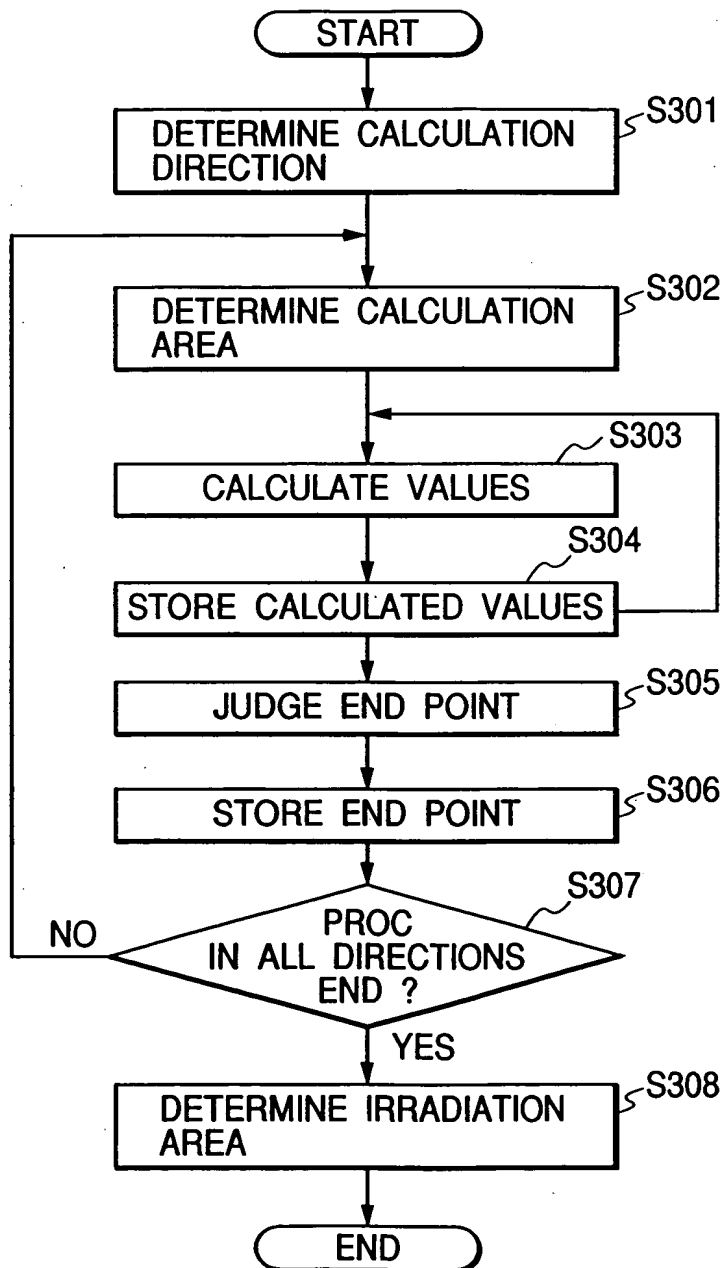 START
S301
DETERMINE CALCULATION
DIRECTION
S302
DETERMINE CALCULATION
AREA
S303
CALCULATE VALUES
S304
STORE CALCULATED VALUES
S305
JUDGE END POINT
S306
STORE END POINT
S307
PROC
IN ALL DIRECTIONS
END ?
NO
YES
S308
DETERMINE IRRADIATION
AREA
END